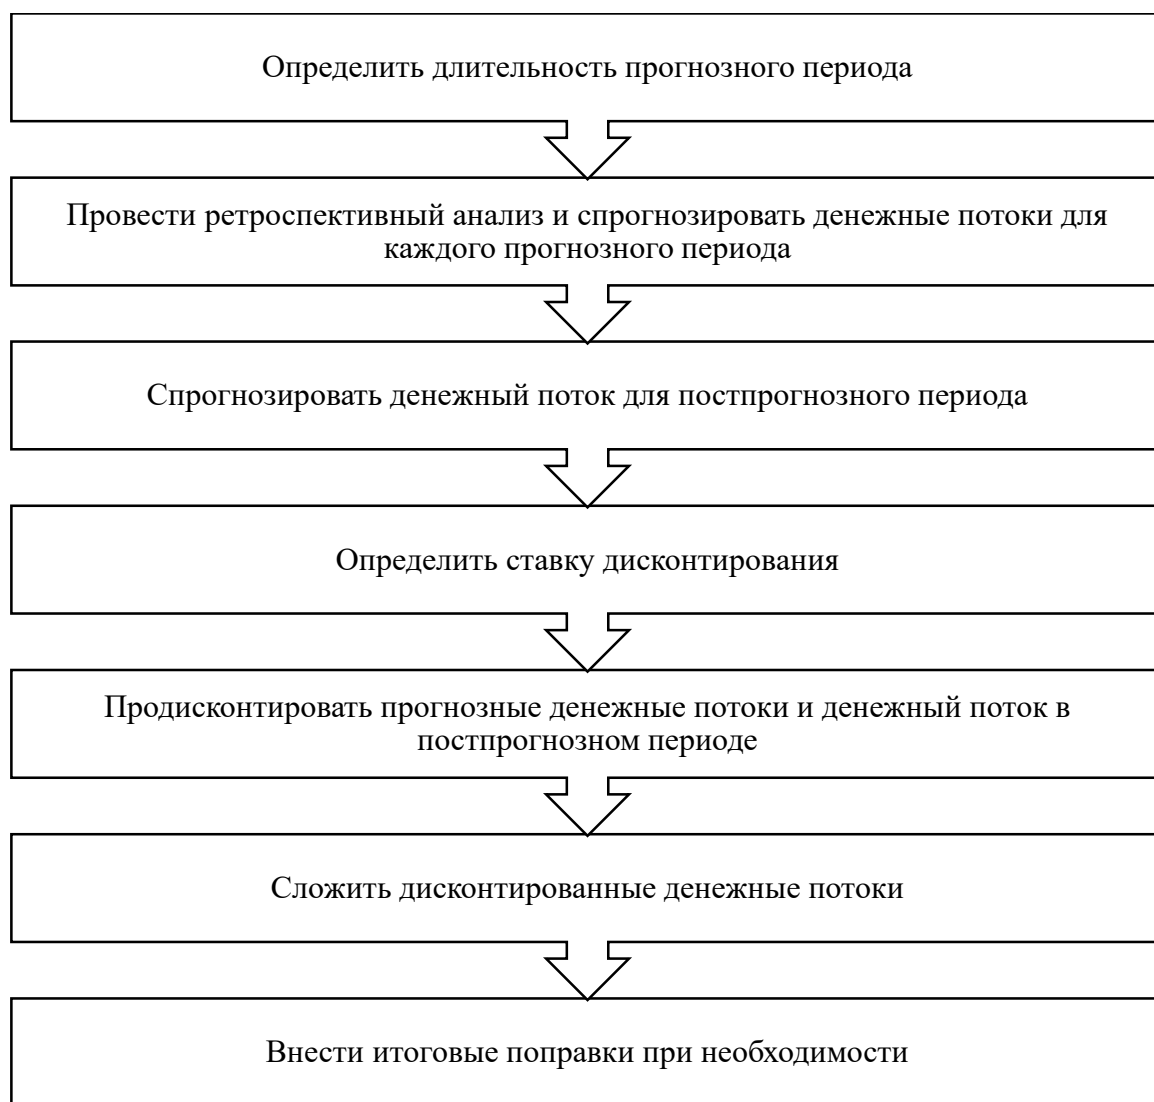 Определить длительность прогнозного периода
Провести ретроспективный анализ и спрогнозировать денежные потоки для
каждого прогнозного периода
Спрогнозировать денежный поток для постпрогнозного периода
Определить ставку дисконтирования
Продисконтировать прогнозные денежные потоки и денежный поток в
постпрогнозном периоде
Сложить дисконтированные денежные потоки
Внести итоговые поправки при необходимости